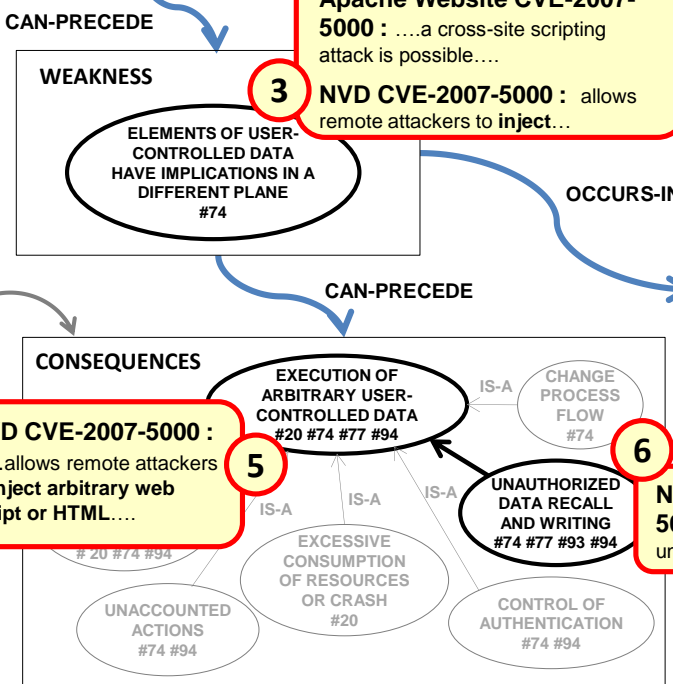 CAN-PRECEDE
Apache Website CVE-2007-
5000 : ….a cross-site scripting
attack is possible….
NVD CVE-2007-5000 : allows
remote attackers to inject…
3
WEAKNESS
ELEMENTS OF USER-
CONTROLLED DATA
HAVE IMPLICATIONS IN A
DIFFERENT PLANE
#74
OCCURS-IN
CAN-PRECEDE
CONSEQUENCES
EXECUTION OF
ARBITRARY USER-
CONTROLLED DATA
#20 #74 #77 #94
IS-A
CHANGE
PROCESS
FLOW
#74
D CVE-2007-5000 :
.allows remote attackers
nject arbitrary web
ipt or HTML….
5
6
N
50
un
UNAUTHORIZED
DATA RECALL
AND WRITING
#74 #77 #93 #94
IS-A
IS-A
IS-A
# 20 #74 #94
EXCESSIVE
CONSUMPTION
OF RESOURCES
OR CRASH
#20
UNACCOUNTED
ACTIONS
#74 #94
CONTROL OF
AUTHENTICATION
#74 #94